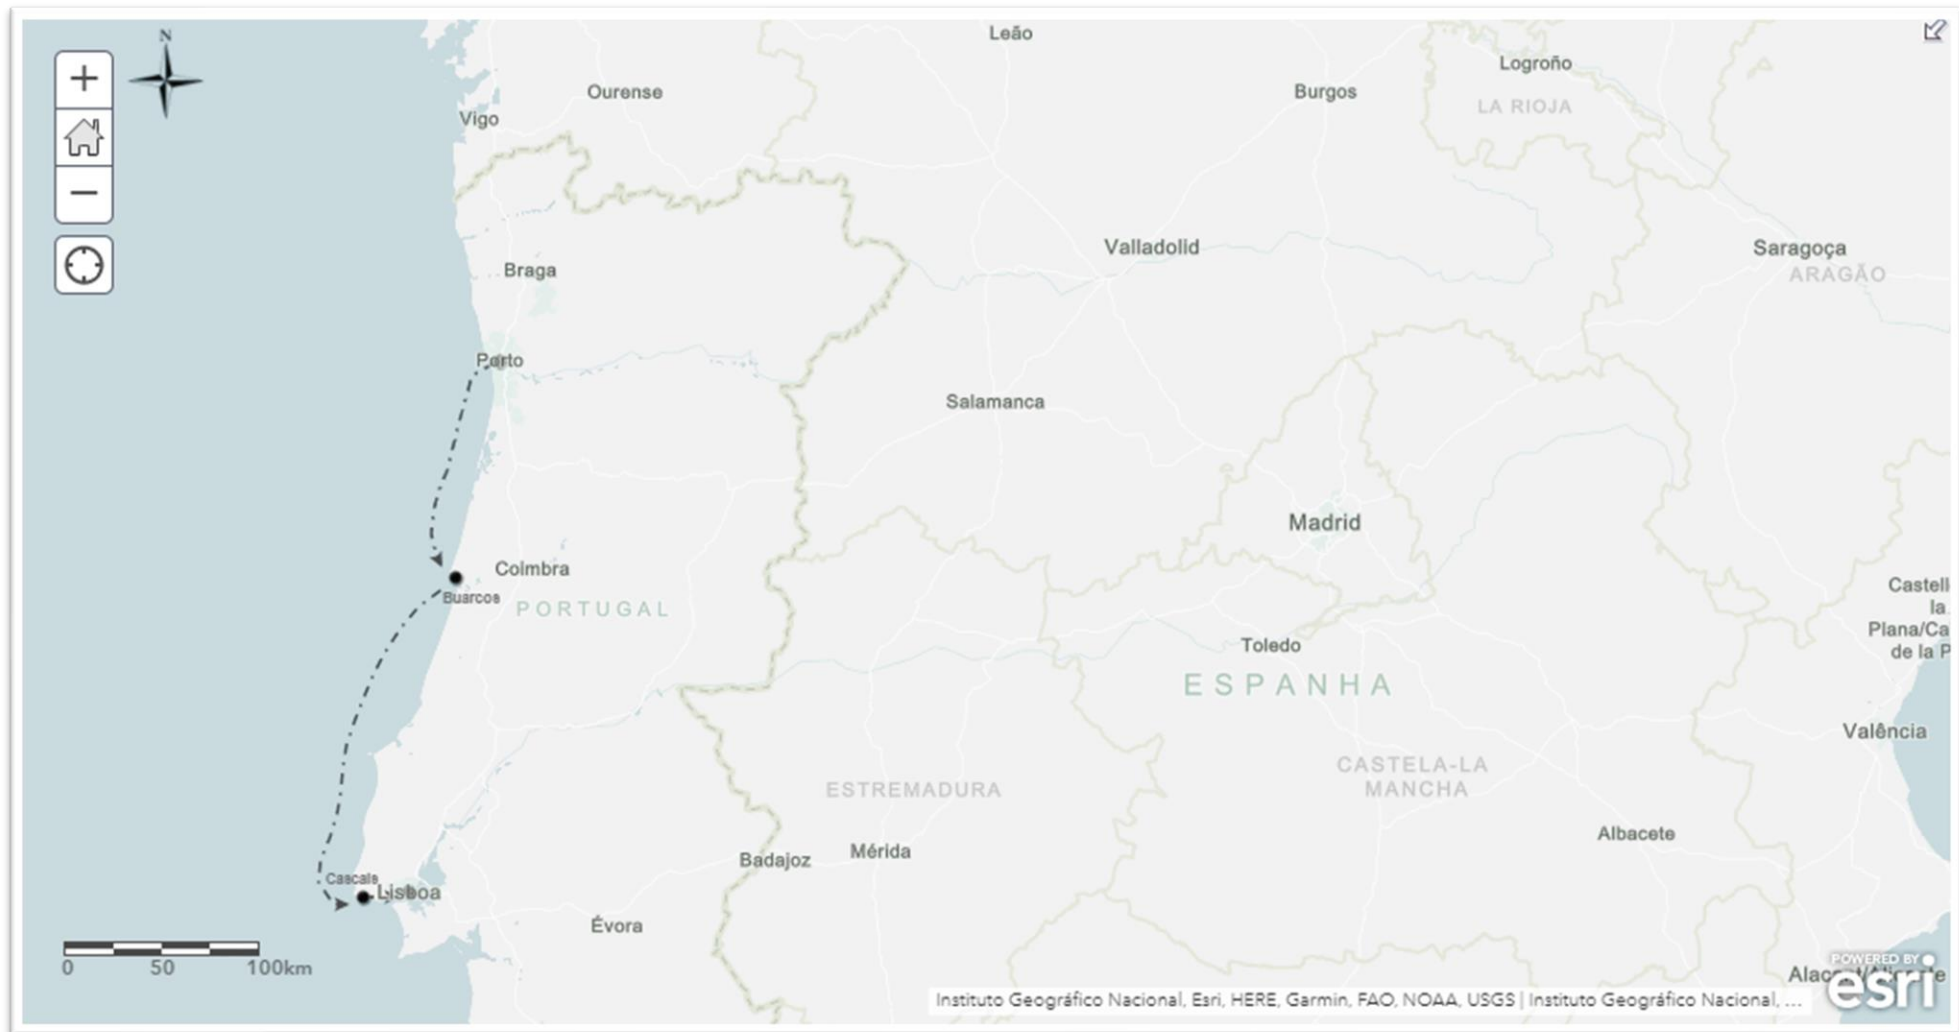 N
Leão
Logroño
Ourense
Burgos
LA RIOJA
Vigo
Valladolid
Saragoça
Braga
ARAGÃO
Porto
Salamanca
Madrid
Coimbra
Buarcos
PORTUGAL
Castell
la
Plana/Ca
de la P
Toledo
ESPANHA
Valência
CASTELA-LA
MANCHA
ESTREMADURA
Albacete
Badajoz
Mérida
Cascais
Lisboa
Évora
0 50 100km
POWERED BY
esri
Instituto Geográfico Nacional, Esri, HERE, Garmin, FAO, NOAA, USGS | Instituto Geográfico Nacional, ...